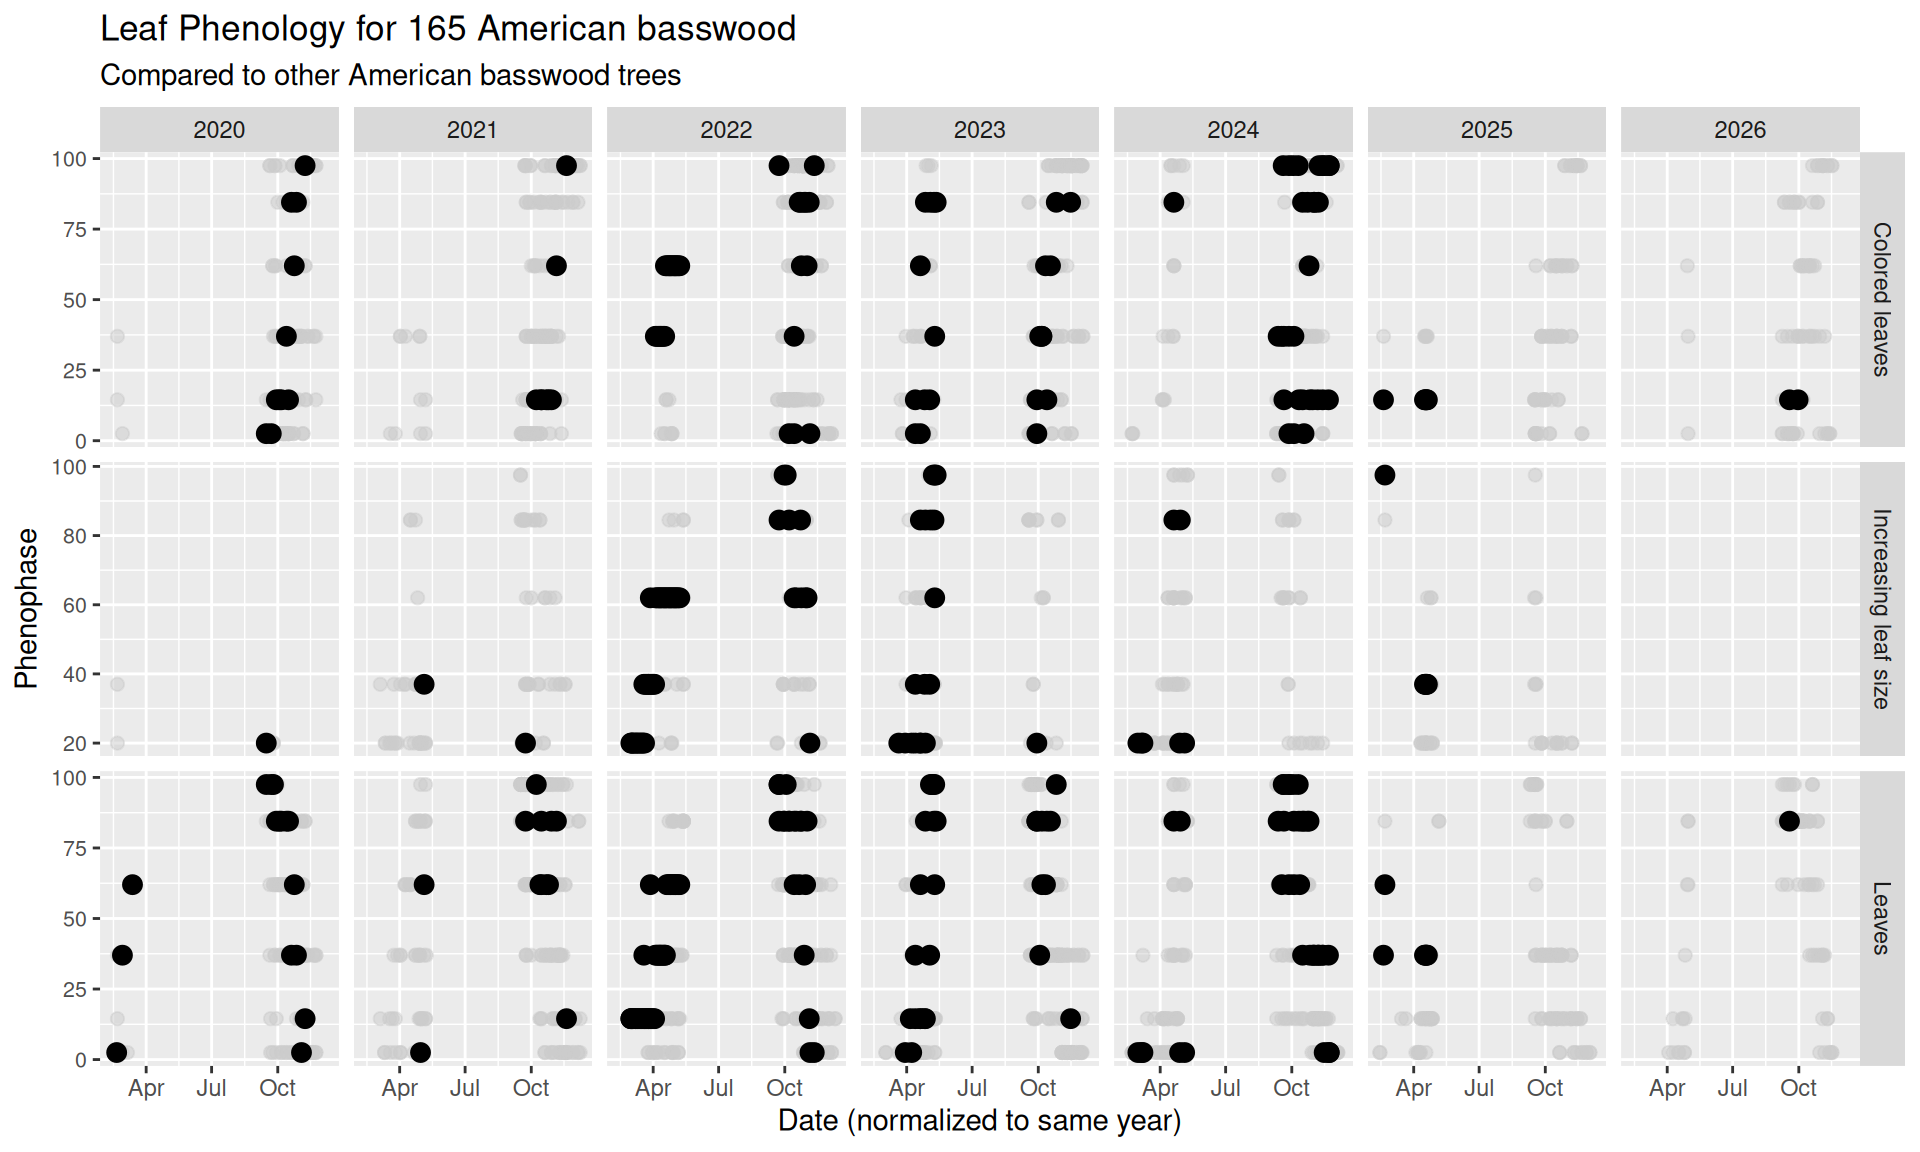 Leaf Phenology for 165 American basswood
Compared to other American basswood trees
2020 2021 2022 2023 2024 2025 2026
100
75
50
25
0
Colored leaves
100
80
60
40
20
Increasing leaf size
100
75
50
25
0
Leaves
Phenophase
Apr Jul Oct Apr Jul Oct Apr Jul Oct Apr Jul Oct Apr Jul Oct Apr Jul Oct Apr Jul Oct
Date (normalized to same year)